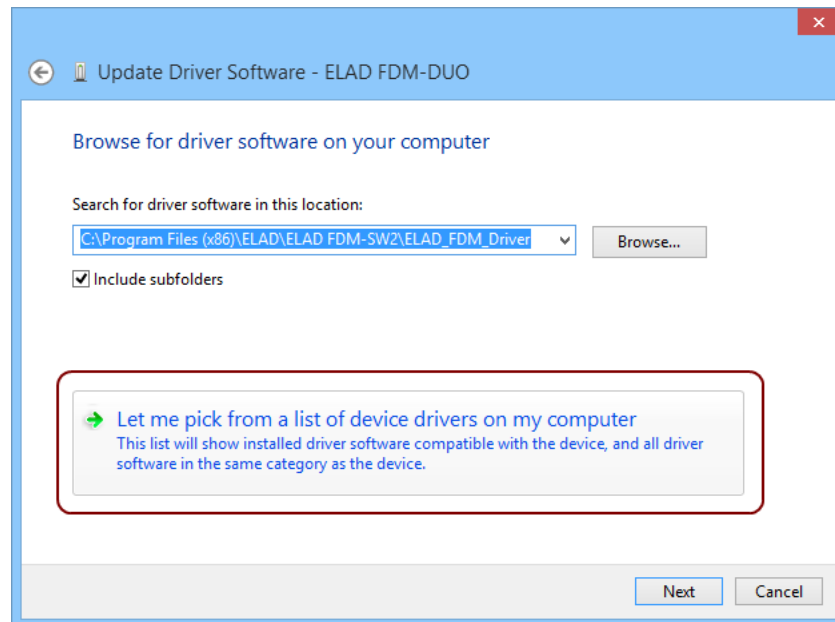 Update Driver Software - ELAD FDM-DUO
Browse for driver software on your computer
Search for driver software in this location:
C:\Program Files (x86)\ELAD\ELAD FDM-SW2\ELAD_FDM_Driver
Browse...
Include subfolders
Let me pick from a list of device drivers on my computer
This list will show installed driver software compatible with the device, and all driver
software in the same category as the device.
Next
Cancel